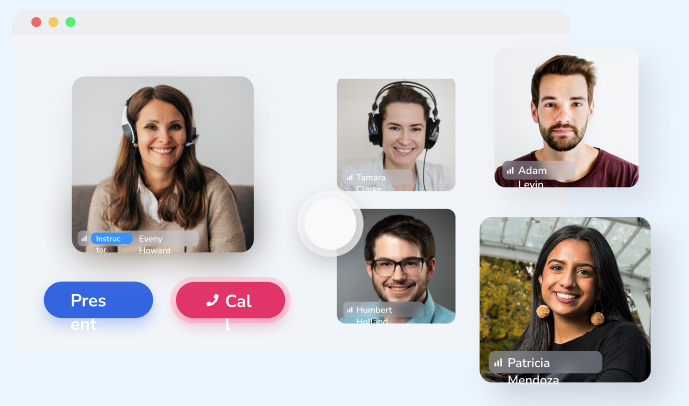 Instruc
tor
Eveny
Howard
Pres
ent
Cal
l
Tamara
Clarke
Humbert
Holland
Adam
Levin
Patricia
Mendoza